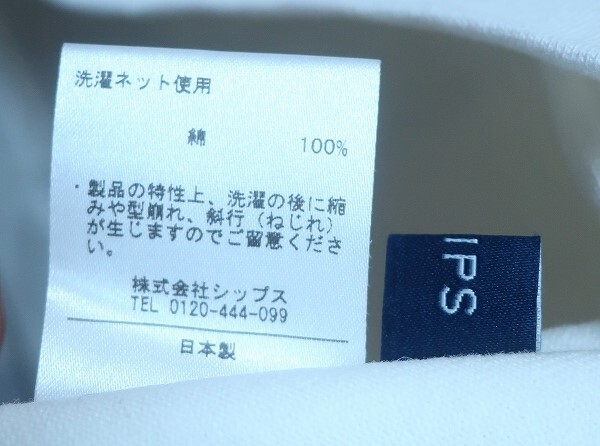 洗濯ネット使用
綿 100%
・製品の特性上、洗濯の後に縮
みや型崩れ、斜行（ねじれ）
が生じますのでご留意くださ
い。
株式会社シップス
TEL 0120-444-099
日本製
IPS